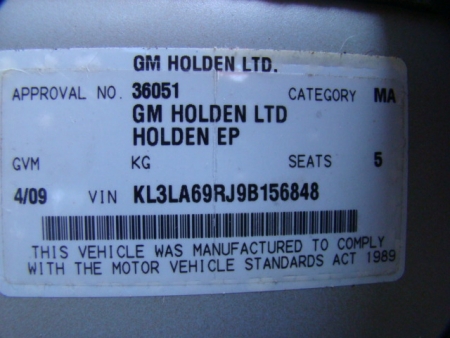 GM HOLDEN LTD.
APPROVAL NO. 36051 CATEGORY MA
GM HOLDEN LTD
HOLDEN EP
GVM KG SEATS 5
4/09 VIN KL3LA69RJ9B156848
THIS VEHICLE WAS MANUFACTURED TO COMPLY
WITH THE MOTOR VEHICLE STANDARDS ACT 1989